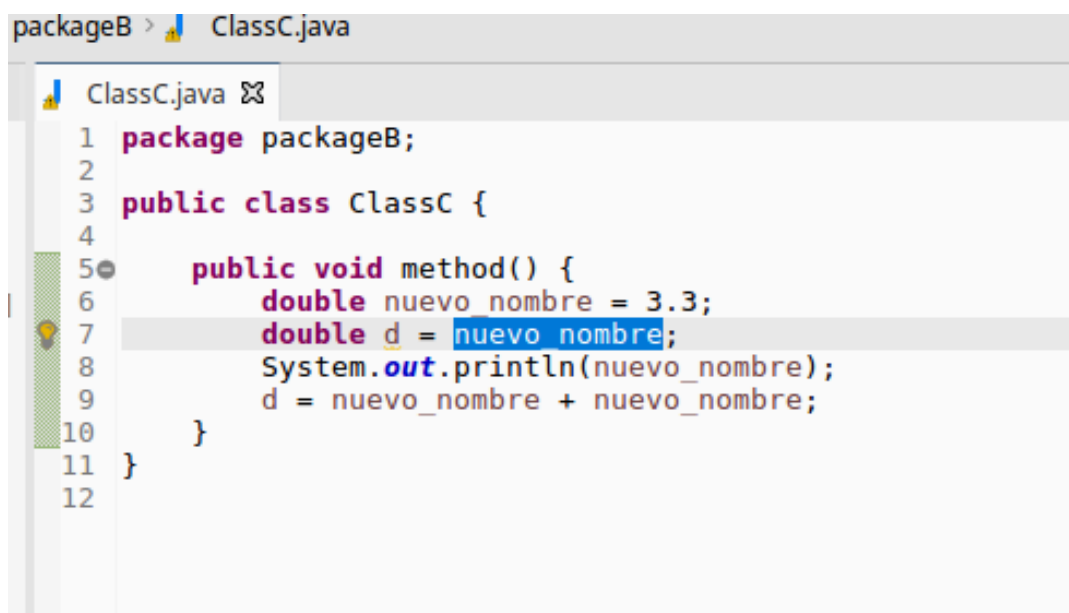 packageB > ClassC.java
ClassC.java
1 package packageB;
2
3 public class ClassC {
4
5 public void method() {
6 double nuevo_nombre = 3.3;
7 double d = nuevo_nombre;
8 System.out.println(nuevo_nombre);
9 d = nuevo_nombre + nuevo_nombre;
10 }
11 }
12